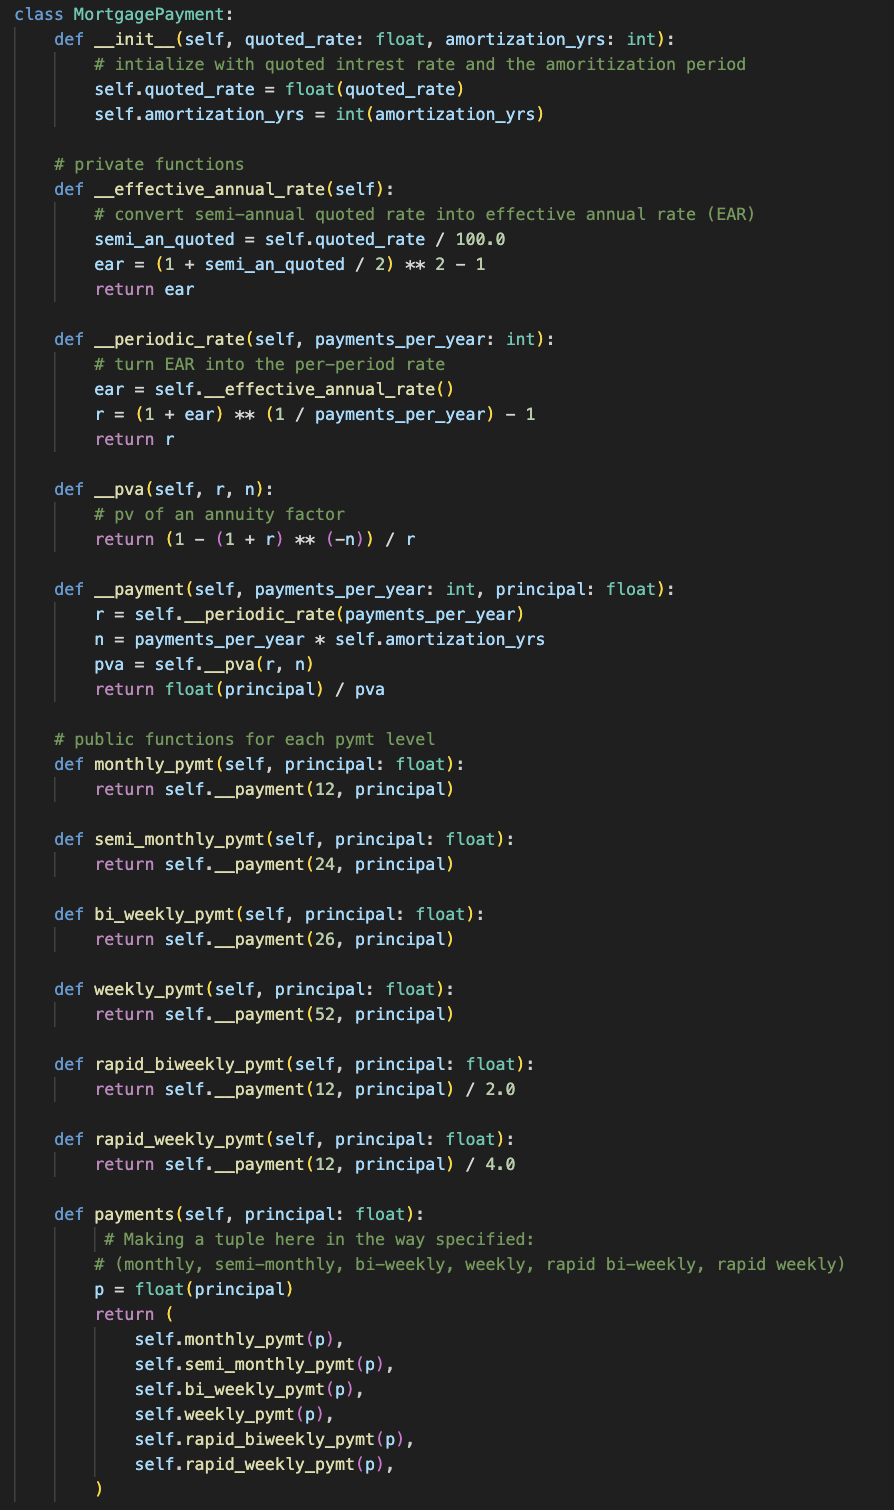 class MortgagePayment:
    def __init__(self, quoted_rate: float, amortization_yrs: int):
        # intialize with quoted intrest rate and the amoritization period
        self.quoted_rate = float(quoted_rate)
        self.amortization_yrs = int(amortization_yrs)

    # private functions
    def __effective_annual_rate(self):
        # convert semi-annual quoted rate into effective annual rate (EAR)
        semi_an_quoted = self.quoted_rate / 100.0
        ear = (1 + semi_an_quoted / 2) ** 2 - 1
        return ear

    def __periodic_rate(self, payments_per_year: int):
        # turn EAR into the per-period rate
        ear = self.__effective_annual_rate()
        r = (1 + ear) ** (1 / payments_per_year) - 1
        return r

    def __pva(self, r, n):
        # pv of an annuity factor
        return (1 - (1 + r) ** (-n)) / r

    def __payment(self, payments_per_year: int, principal: float):
        r = self.__periodic_rate(payments_per_year)
        n = payments_per_year * self.amortization_yrs
        pva = self.__pva(r, n)
        return float(principal) / pva

    # public functions for each pymt level
    def monthly_pymt(self, principal: float):
        return self.__payment(12, principal)

    def semi_monthly_pymt(self, principal: float):
        return self.__payment(24, principal)

    def bi_weekly_pymt(self, principal: float):
        return self.__payment(26, principal)

    def weekly_pymt(self, principal: float):
        return self.__payment(52, principal)

    def rapid_biweekly_pymt(self, principal: float):
        return self.__payment(12, principal) / 2.0

    def rapid_weekly_pymt(self, principal: float):
        return self.__payment(12, principal) / 4.0

    def payments(self, principal: float):
         # Making a tuple here in the way specified:
        # (monthly, semi-monthly, bi-weekly, weekly, rapid bi-weekly, rapid weekly)
        p = float(principal)
        return (
            self.monthly_pymt(p),
            self.semi_monthly_pymt(p),
            self.bi_weekly_pymt(p),
            self.weekly_pymt(p),
            self.rapid_biweekly_pymt(p),
            self.rapid_weekly_pymt(p),
        )